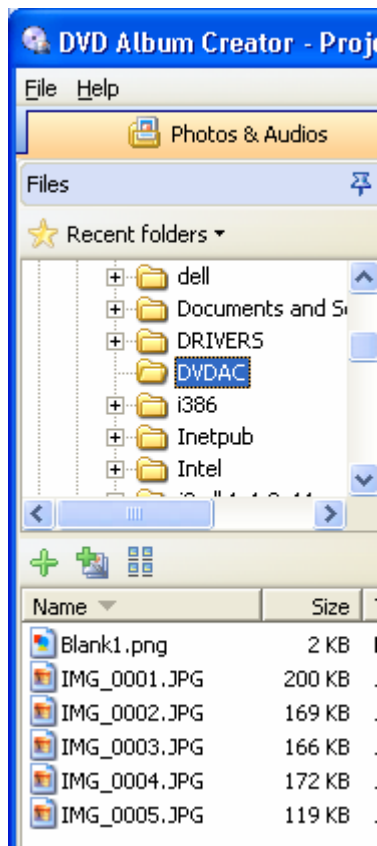 DVD Album Creator - Proj
File Help
Photos & Audios
Files
Recent folders
dell
Documents and S
DRIVERS
DVDAC
i386
Inetpub
Intel
Name Size
Blank1.png 2 KB
IMG_0001.JPG 200 KB
IMG_0002.JPG 169 KB
IMG_0003.JPG 166 KB
IMG_0004.JPG 172 KB
IMG_0005.JPG 119 KB